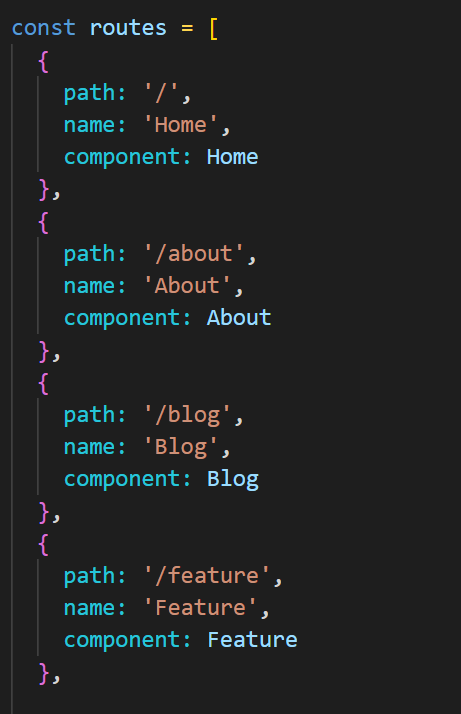 const routes = [
  {
    path: '/',
    name: 'Home',
    component: Home
  },
  {
    path: '/about',
    name: 'About',
    component: About
  },
  {
    path: '/blog',
    name: 'Blog',
    component: Blog
  },
  {
    path: '/feature',
    name: 'Feature',
    component: Feature
  },